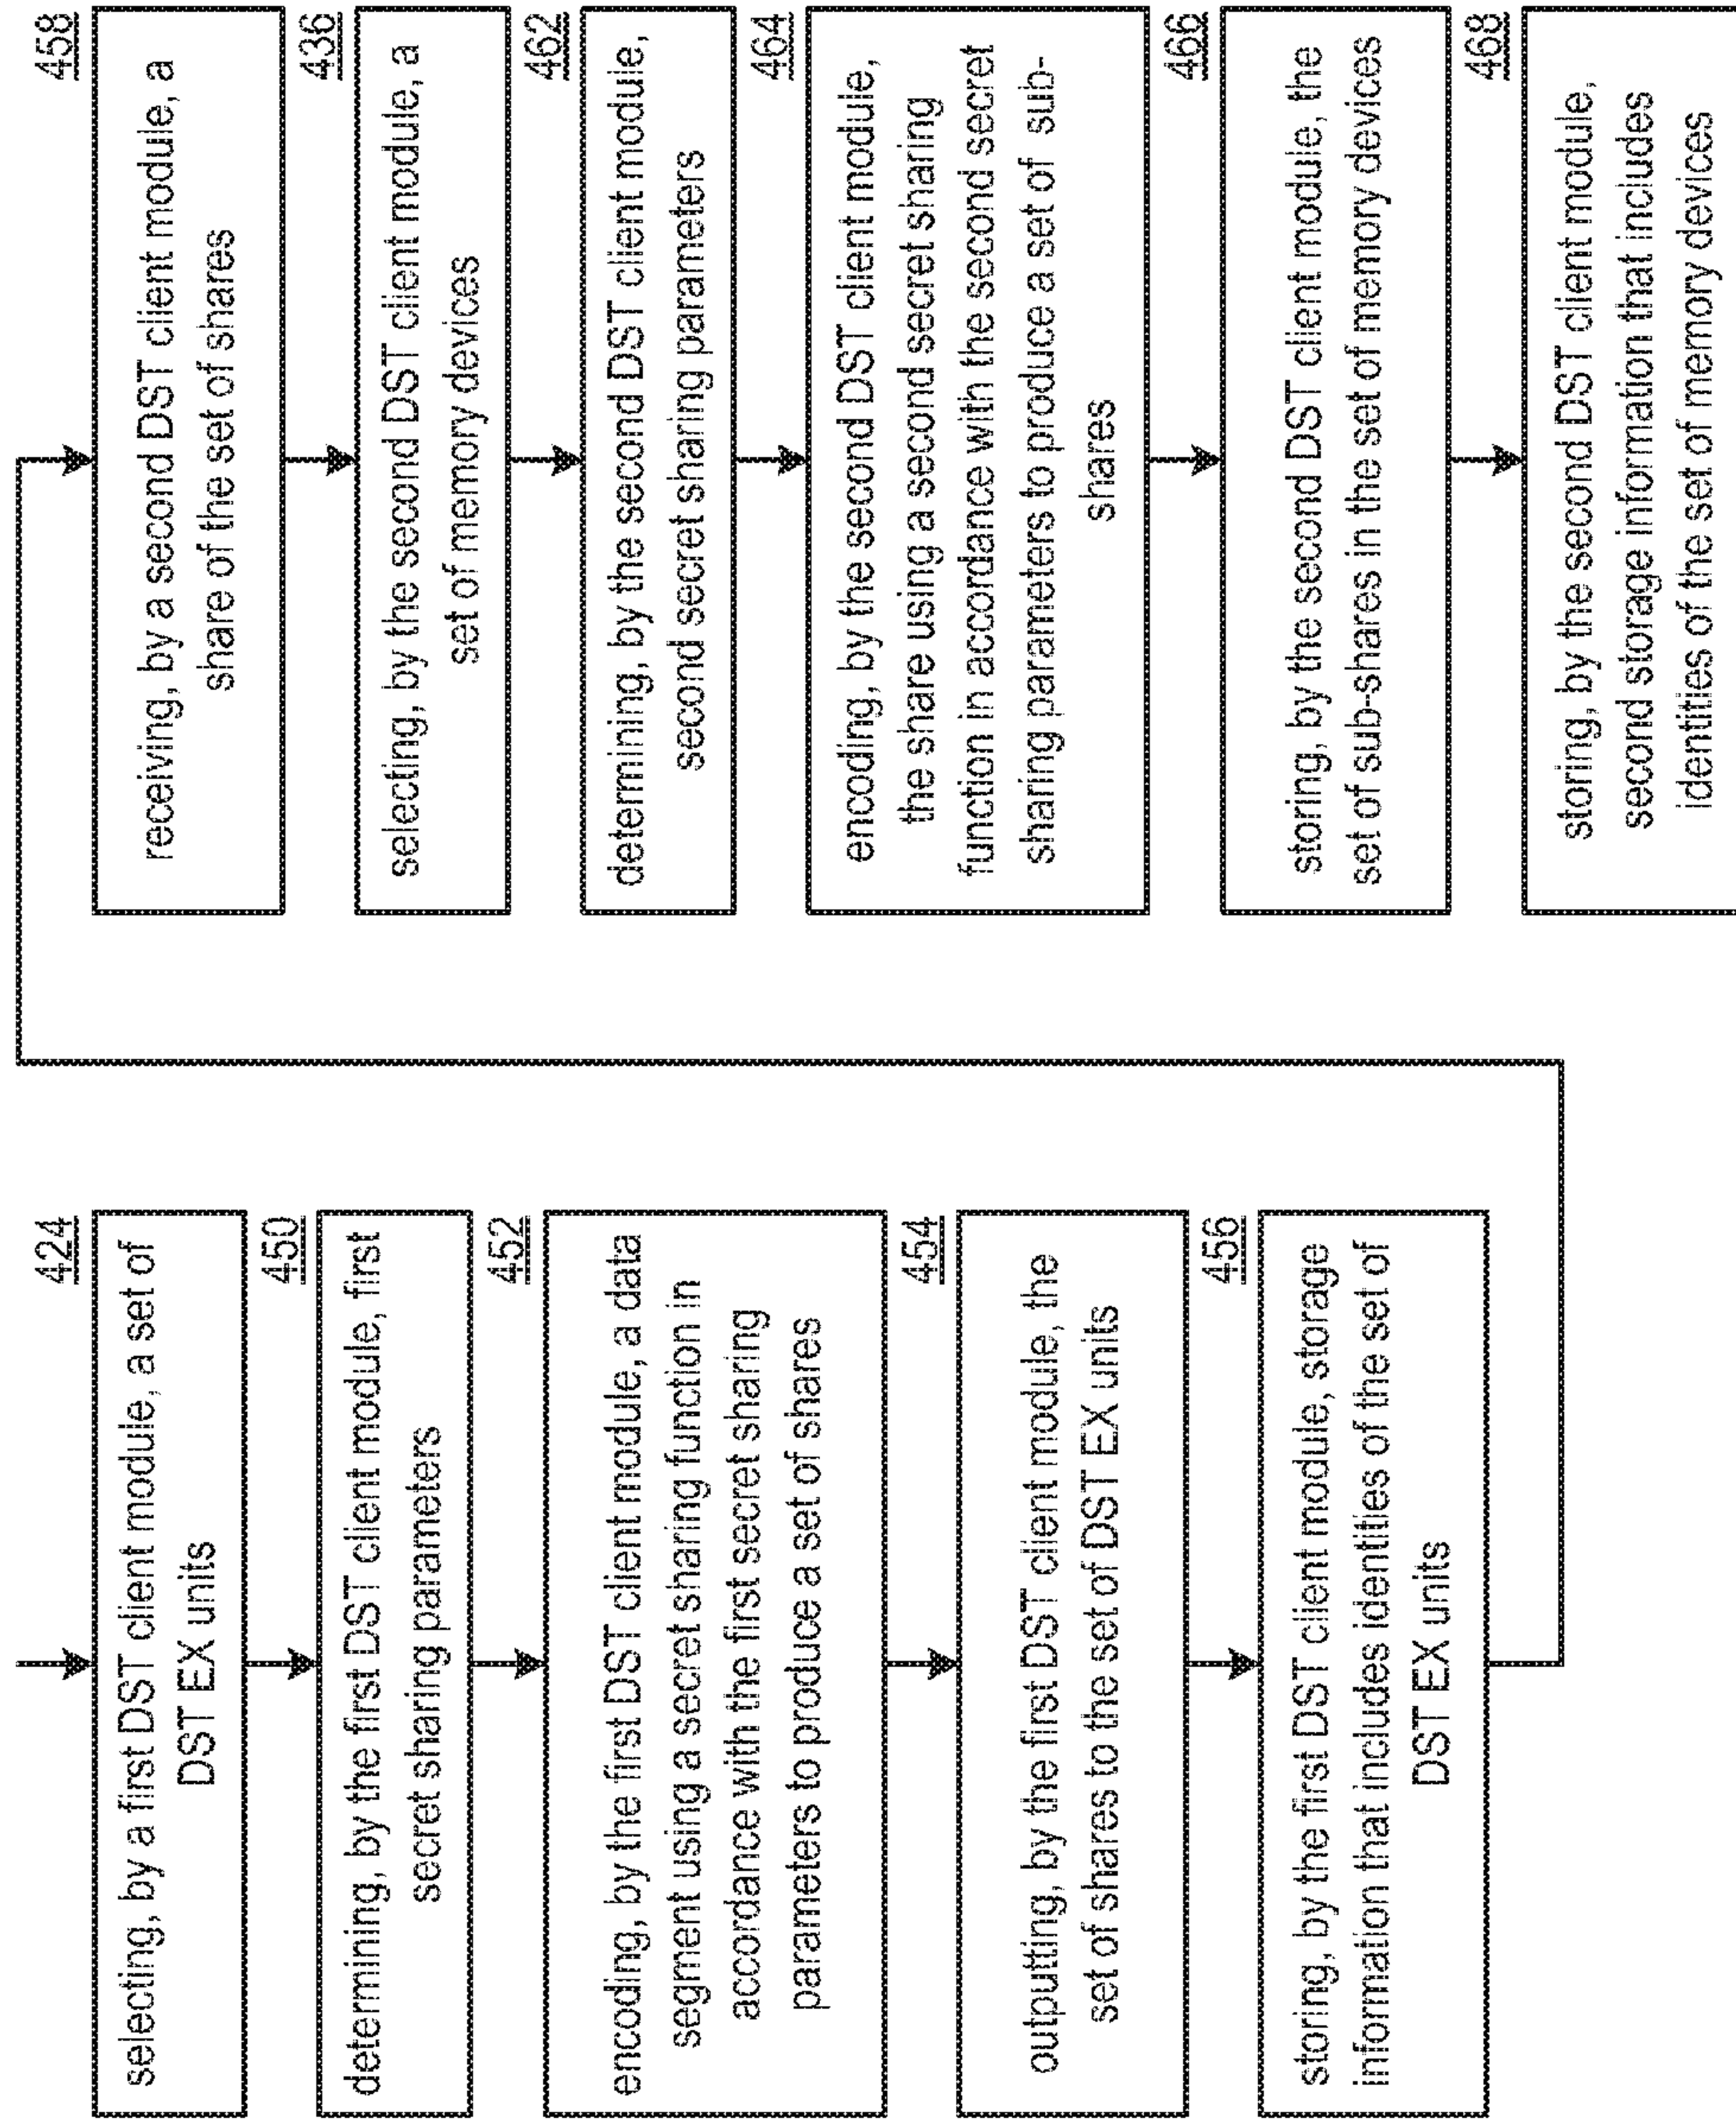 424
selecting, by a first DST client module, a set of
DST EX units
450
determining, by the first DST client module, first
secret sharing parameters
452
encoding, by the first DST client module, a data
segment using a secret sharing function in
accordance with the first secret sharing
parameters to produce a set of shares
454
outputting, by the first DST client module, the
set of shares to the set of DST EX units
456
storing, by the first DST client module, storage
information that includes identities of the set of
DST EX units
458
receiving, by a second DST client module, a
share of the set of shares
436
selecting, by the second DST client module, a
set of memory devices
462
determining, by the second DST client module,
second secret sharing parameters
464
encoding, by the second DST client module,
the share using a second secret sharing
function in accordance with the second secret
sharing parameters to produce a set of sub-
shares
466
storing, by the second DST client module, the
set of sub-shares in the set of memory devices
468
storing, by the second DST client module,
second storage information that includes
identities of the set of memory devices